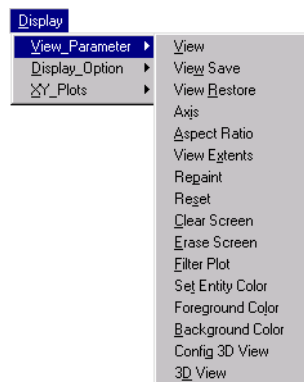 Display
View_Parameter
Display_Option
XY_Plots
View
View Save
View Restore
Axis
Aspect Ratio
View Extents
Repaint
Reset
Clear Screen
Erase Screen
Filter Plot
Set Entity Color
Foreground Color
Background Color
Config 3D View
3D View